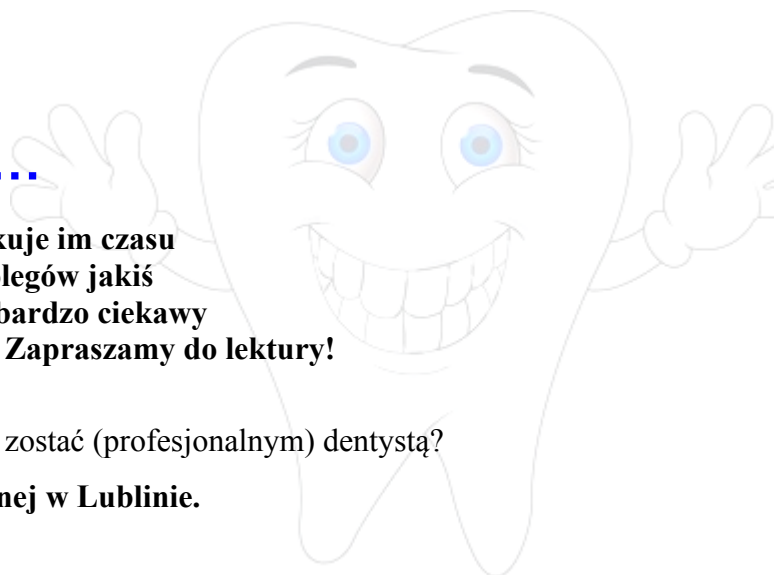 ...
kuje im czasu
legów jakiś
bardzo ciekawy
Zapraszamy do lektury!
zostać (profesjonalnym) dentystą?
nej w Lublinie.